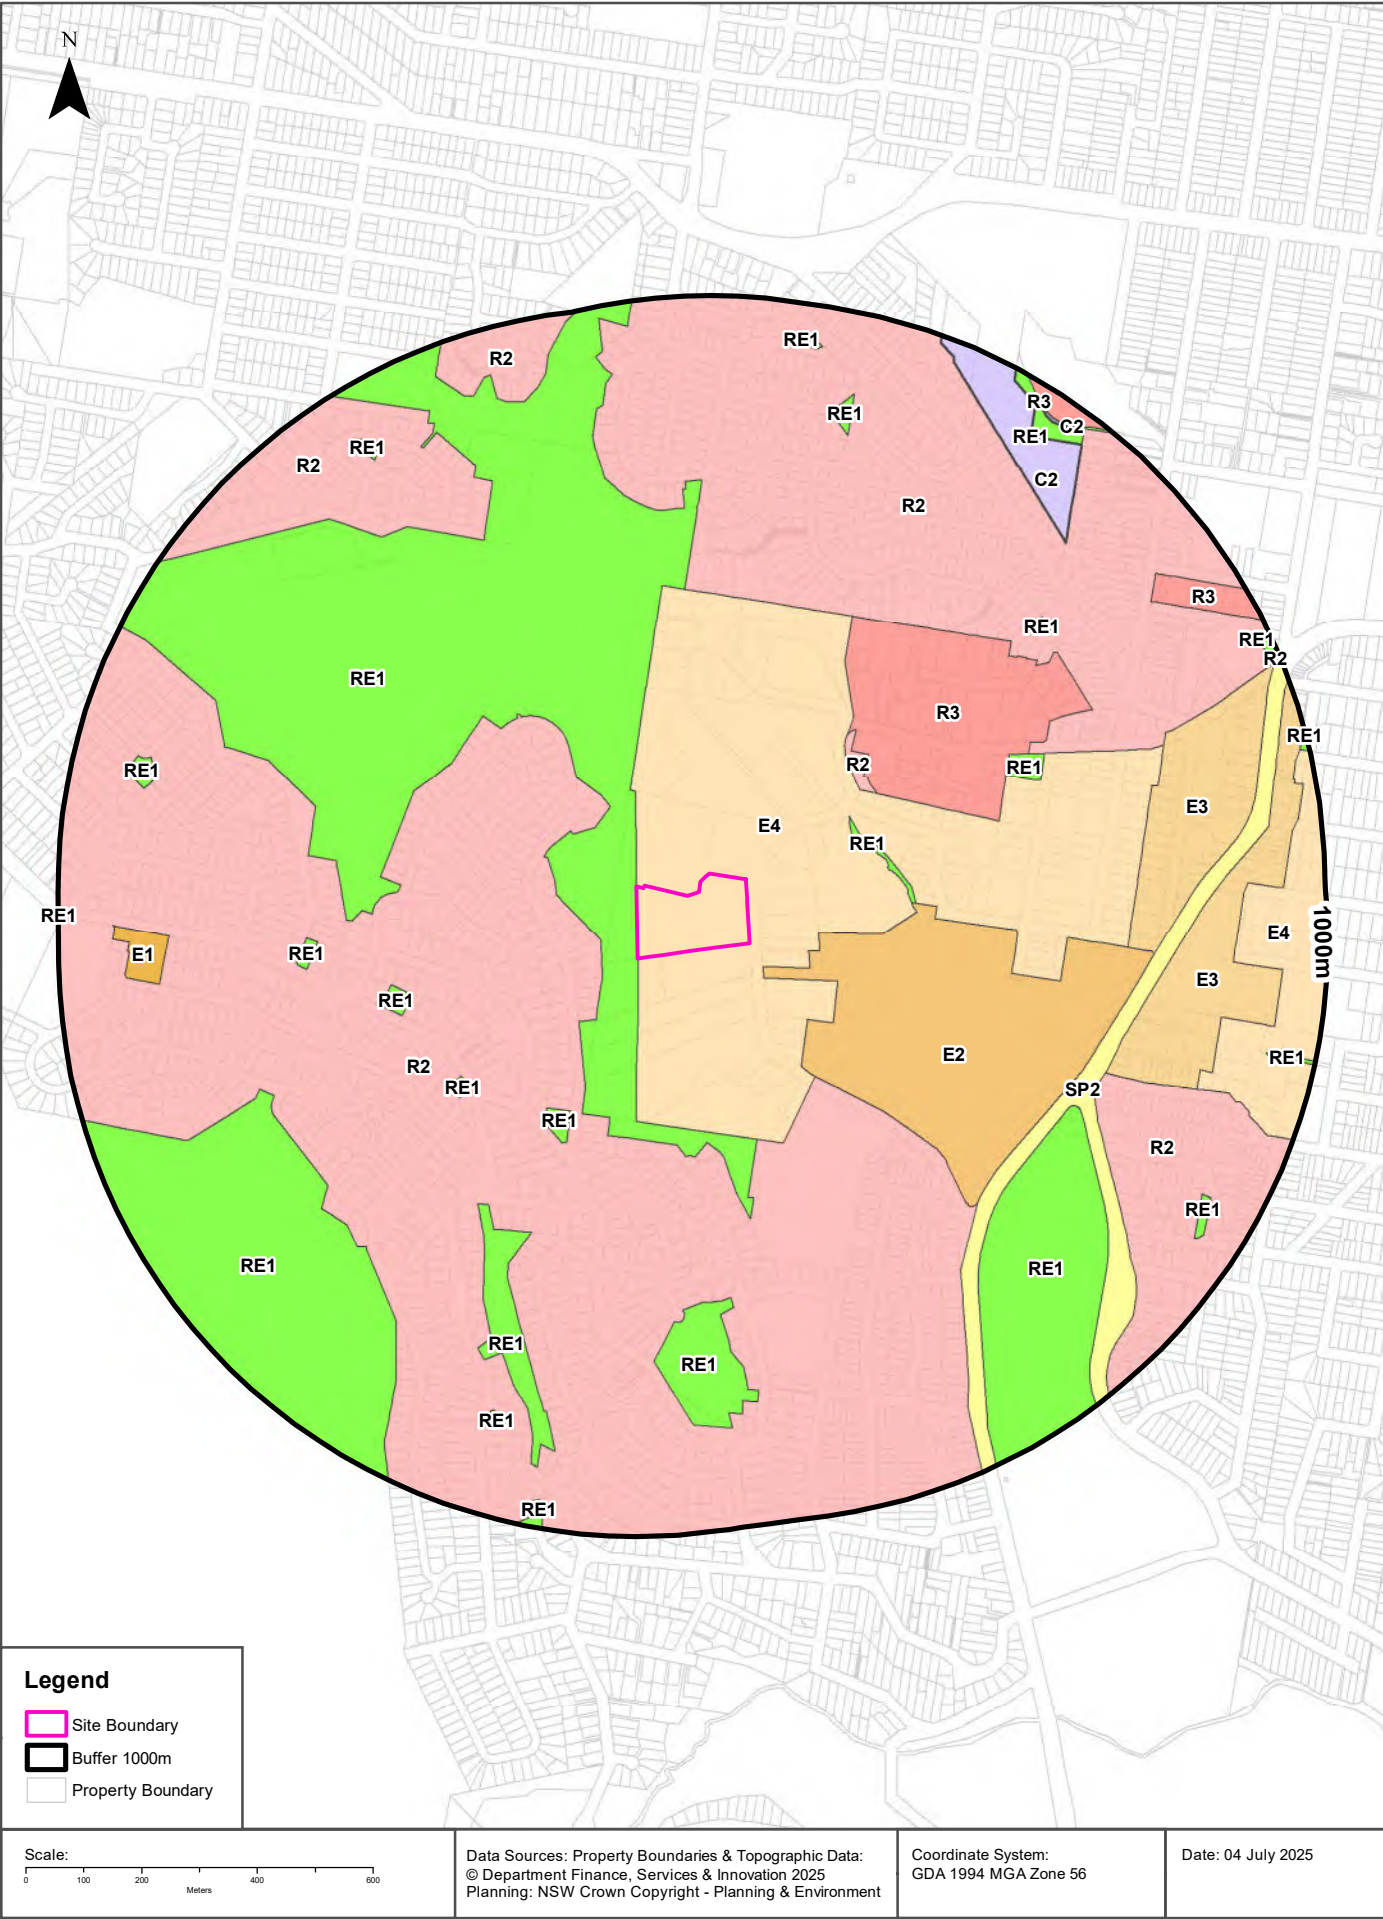 N
RE1
R2
R3
RE1
C2
RE1
RE1
R2
C2
R2
R3
RE1
RE1
R2
RE1
R3
RE1
R2
RE1
RE1
E3
E4
RE1
RE1
1000m
E4
RE1
E1
E3
RE1
E2
RE1
R2
RE1
SP2
RE1
R2
RE1
RE1
RE1
RE1
RE1
RE1
RE1
Legend
Site Boundary
Buffer 1000m
Property Boundary
Scale:
0 100 200 400 600
Meters
Data Sources: Property Boundaries & Topographic Data:
© Department Finance, Services & Innovation 2025
Planning: NSW Crown Copyright - Planning & Environment
Coordinate System:
GDA 1994 MGA Zone 56
Date: 04 July 2025